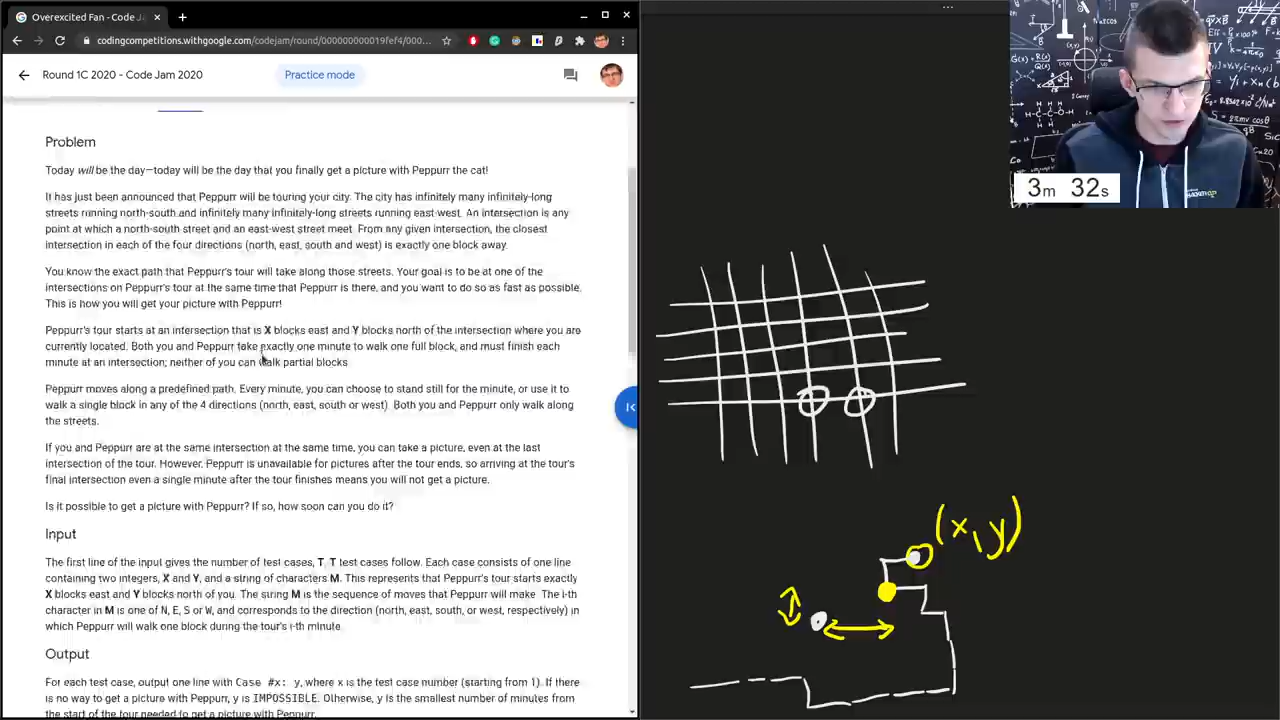 Overexcited Fan - Code J
codingcompetitions.withgoogle.com/codejam/round/000000000019fef4/000...
Round 1C 2020 - Code Jam 2020
Practice mode
Problem
Today will be the day—today will be the day that you finally get a picture with Peppurr the cat!
It has just been announced that Peppurr will be touring your city. The city has infinitely many infinitely-long
streets running north-south and infinitely many infinitely-long streets running east-west. An intersection is any
point at which a north-south street and an east-west street meet. From any given intersection, the closest
intersection in each of the four directions (north, east, south and west) is exactly one block away.
You know the exact path that Peppurr's tour will take along those streets. Your goal is to be at one of the
intersections on Peppurr's tour at the same time that Peppurr is there, and you want to do so as fast as possible.
This is how you will get your picture with Peppurr!
Peppurr's tour starts at an intersection that is X blocks east and Y blocks north of the intersection where you are
currently located. Both you and Peppurr take exactly one minute to walk one full block, and must finish each
minute at an intersection; neither of you can walk partial blocks
Peppurr moves along a predefined path. Every minute, you can choose to stand still for the minute, or use it to
walk a single block in any of the 4 directions (north, east, south or west). Both you and Peppurr only walk along
the streets.
If you and Peppurr are at the same intersection at the same time, you can take a picture, even at the last
intersection of the tour. However, Peppurr is unavailable for pictures after the tour ends, so arriving at the tour's
final intersection even a single minute after the tour finishes means you will not get a picture.
Is it possible to get a picture with Peppurr? If so, how soon can you do it?
Input
The first line of the input gives the number of test cases, T. T test cases follow. Each case consists of one line
containing two integers, X and Y, and a string of characters M. This represents that Peppurr's tour starts exactly
X blocks east and Y blocks north of you. The string M is the sequence of moves that Peppurr will make. The i-th
character in M is one of N, E, S or W, and corresponds to the direction (north, east, south, or west, respectively) in
which Peppurr will walk one block during the tour's i-th minute.
Output
For each test case, output one line with Case #x: y, where x is the test case number (starting from 1). If there
is no way to get a picture with Peppurr, y is IMPOSSIBLE. Otherwise, y is the smallest number of minutes from
the start of the tour needed to get a picture with Peppurr.
3m 32s
(x, y)